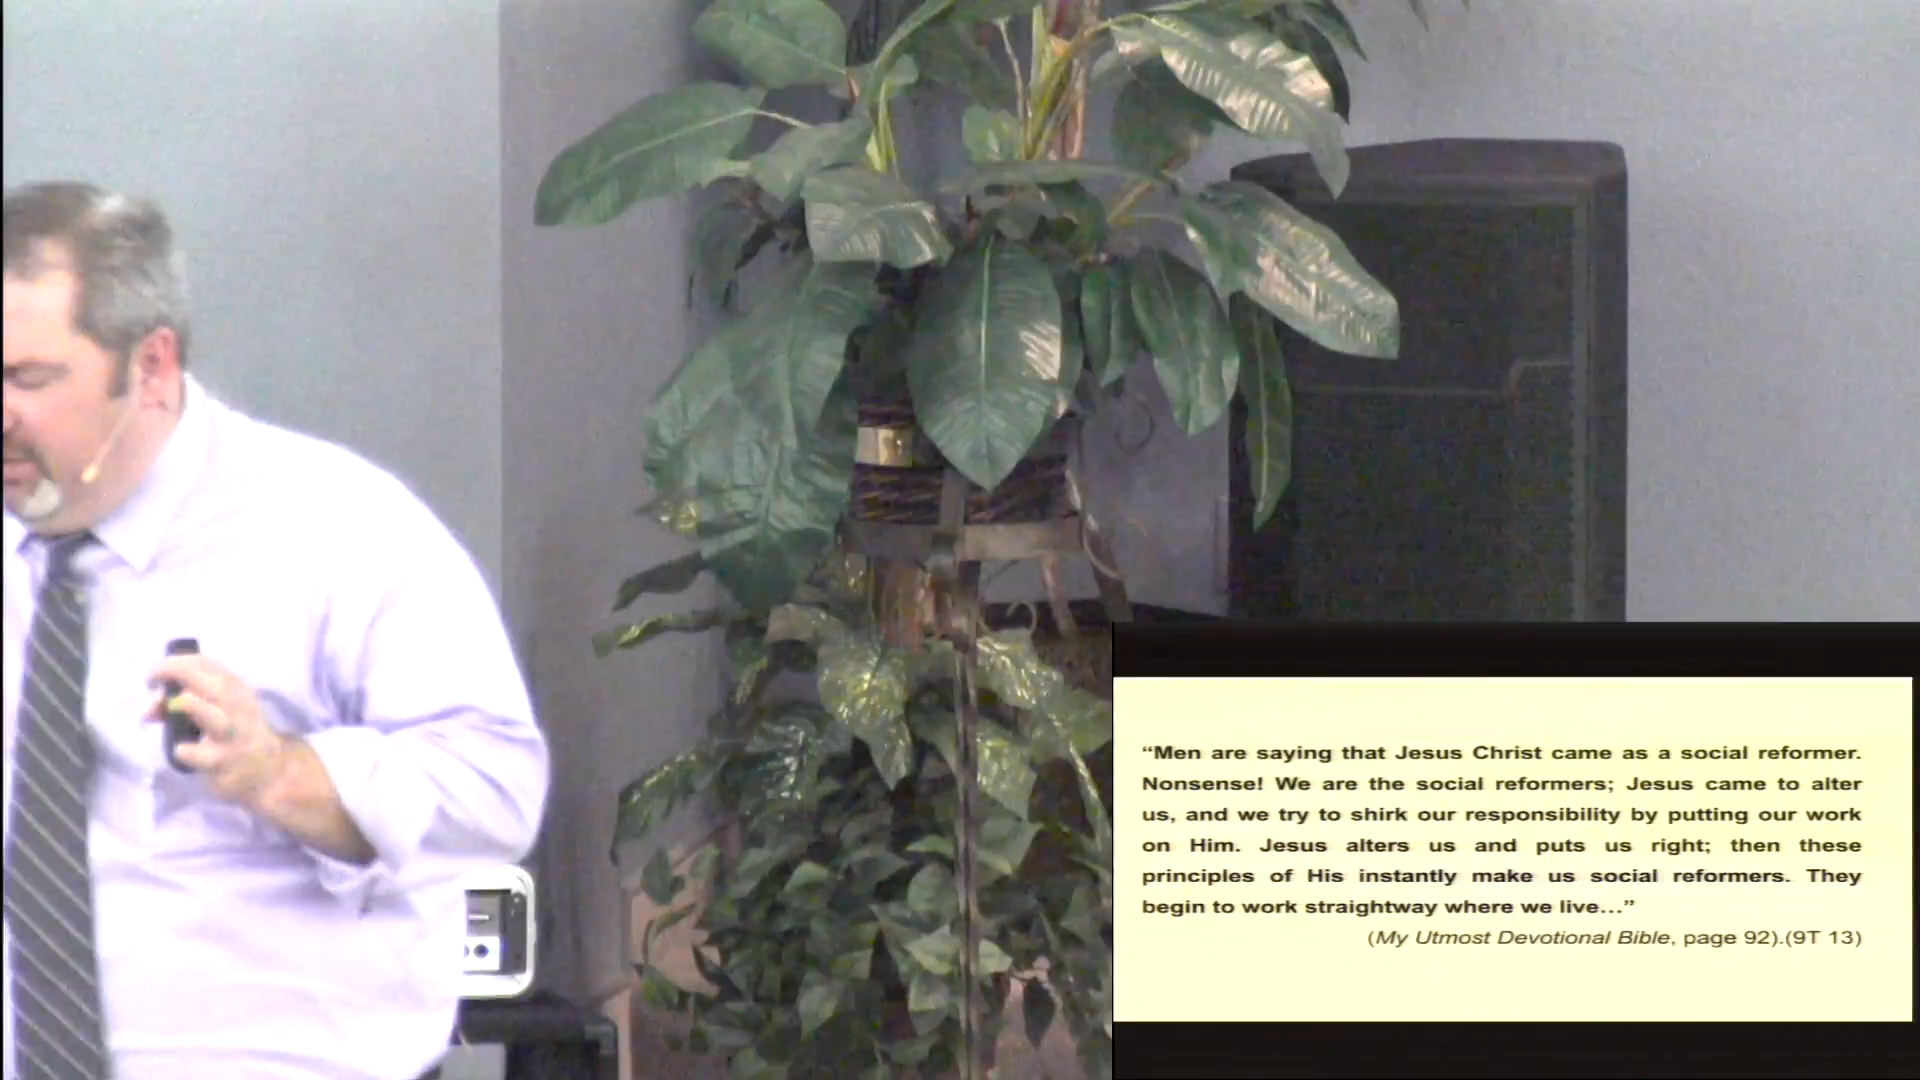 “Men are saying that Jesus Christ came as a social reformer.
Nonsense! We are the social reformers; Jesus came to alter
us, and we try to shirk our responsibility by putting our work
on Him. Jesus alters us and puts us right; then these
principles of His instantly make us social reformers. They
begin to work straightway where we live…”
(My Utmost Devotional Bible, page 92).(9T 13)